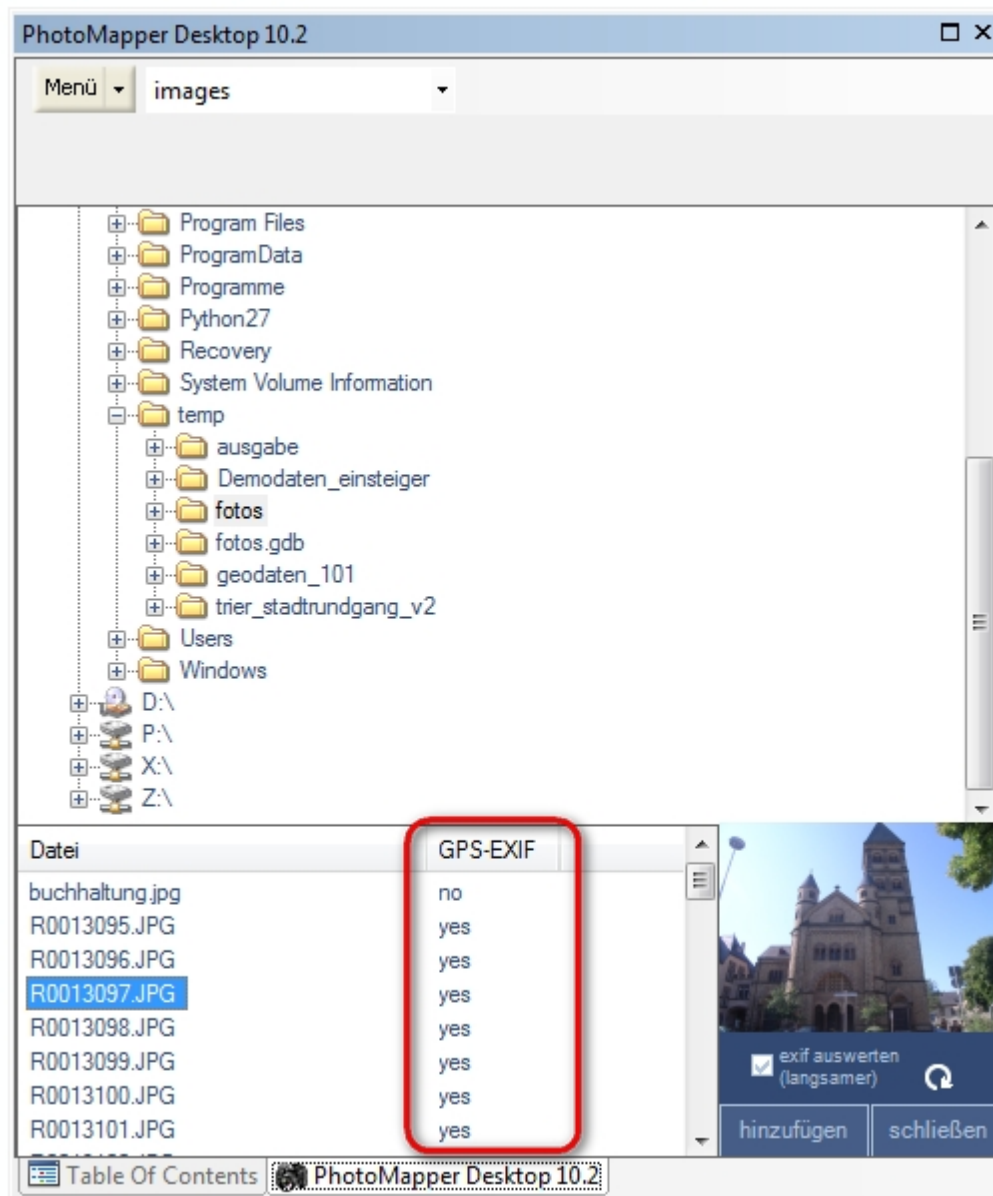 PhotoMapper Desktop 10.2
Menü images
Program Files
ProgramData
Programme
Python27
Recovery
System Volume Information
temp
ausgabe
Demodaten_einsteiger
fotos
fotos.gdb
geodaten_101
trier_stadtrundgang_v2
Users
Windows
D:\
P:\
X:\
Z:\
Datei GPS-EXIF
buchhaltung.jpg no
R0013095.JPG yes
R0013096.JPG yes
R0013097.JPG yes
R0013098.JPG yes
R0013099.JPG yes
R0013100.JPG yes
R0013101.JPG yes
exif auswerten
(langsamer)
hinzufügen schließen
Table Of Contents PhotoMapper Desktop 10.2